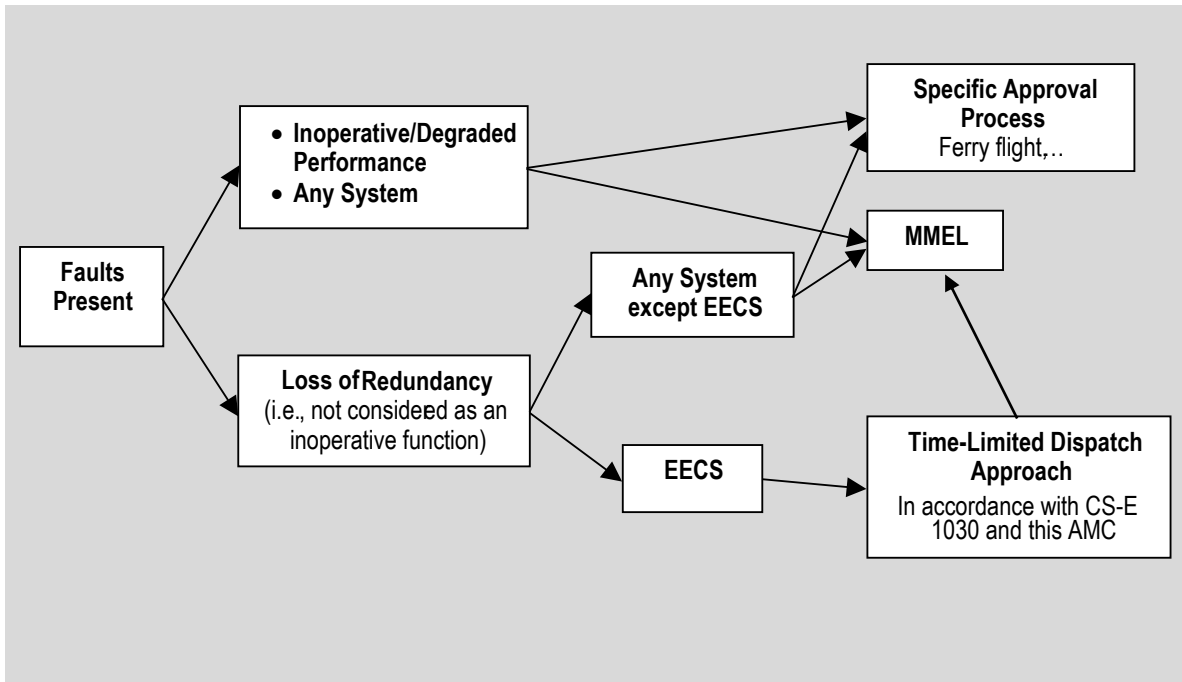 Specific Approval
Process
Ferry flight,…
• Inoperative/Degraded
Performance
• Any System
MMEL
Faults
Present
Any System
except EECS
Loss of Redundancy
(i.e., not considered as an
inoperative function)
EECS
Time-Limited Dispatch
Approach
In accordance with CS-E
1030 and this AMC